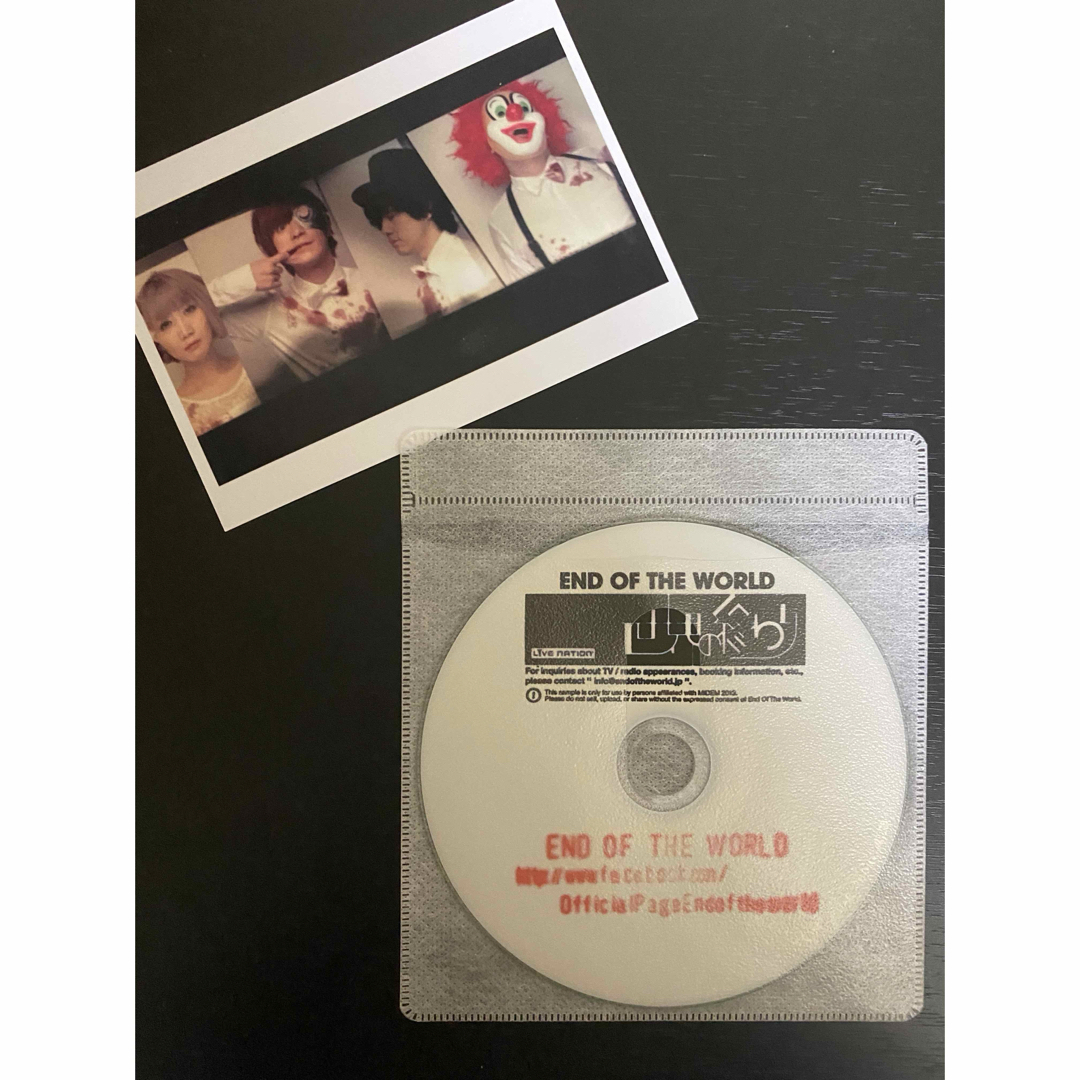 END OF THE WORLD
世界の終わり
LIVE NATION
For inquiries about TV / radio appearances, booking information, etc.,
please contact " info@endoftheworld.jp ".
This sample is only for use by persons affiliated with MIDEM 2013.
Please do not sell, upload, or share without the expressed consent of End Of The World.
END OF THE WORLD
http://www.facebook.com/
OfficialPageEndoftheworld